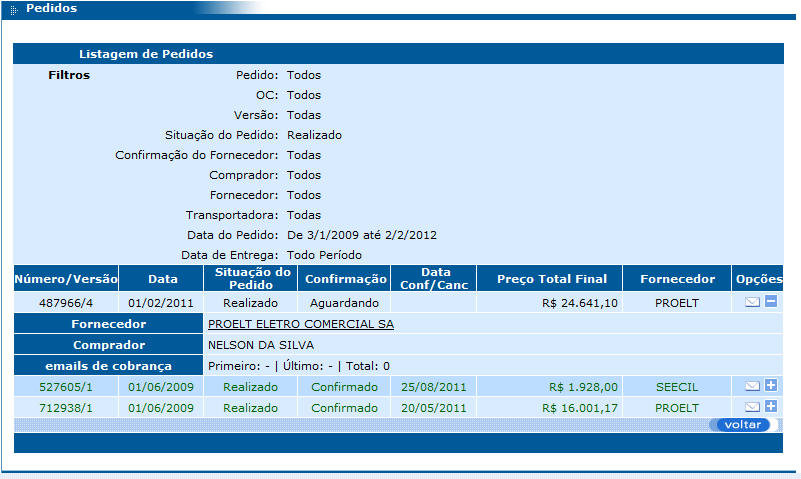 Pedidos
Listagem de Pedidos
Filtros Pedido: Todos
OC: Todos
Versão: Todas
Situação do Pedido: Realizado
Confirmação do Fornecedor: Todas
Comprador: Todos
Fornecedor: Todos
Transportadora: Todas
Data do Pedido: De 3/1/2009 até 2/2/2012
Data de Entrega: Todo Período
Número/Versão Data Situação do Pedido Confirmação Data Conf/Canc Preço Total Final Fornecedor Opções
487966/4 01/02/2011 Realizado Aguardando R$ 24.641,10 PROELT
Fornecedor PROELT ELETRO COMERCIAL SA
Comprador NELSON DA SILVA
emails de cobrança Primeiro: - | Último: - | Total: 0
527605/1 01/06/2009 Realizado Confirmado 25/08/2011 R$ 1.928,00 SEECIL
712938/1 01/06/2009 Realizado Confirmado 20/05/2011 R$ 16.001,17 PROELT
voltar